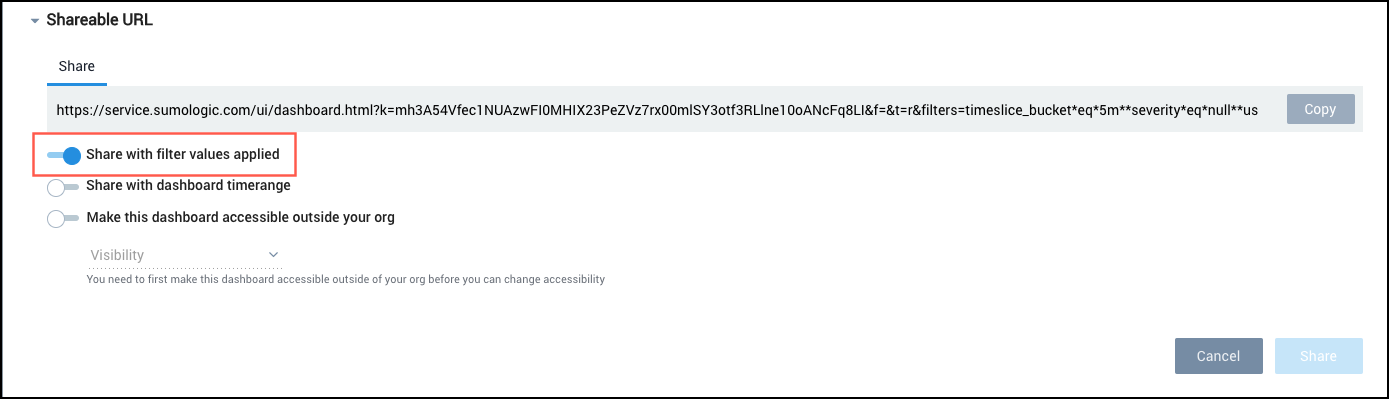 Shareable URL
Share
https://service.sumologic.com/ui/dashboard.html?k=mh3A54Vfec1NUAzwFI0MHIX23PeZVz7rx00mlSY3otf3RLlne10oANcFq8LI&f=&t=r&filters=timeslice_bucket*eq*5m**severity*eq*null**us Copy
Share with filter values applied
Share with dashboard timerange
Make this dashboard accessible outside your org
Visibility
You need to first make this dashboard accessible outside of your org before you can change accessibility
Cancel Share